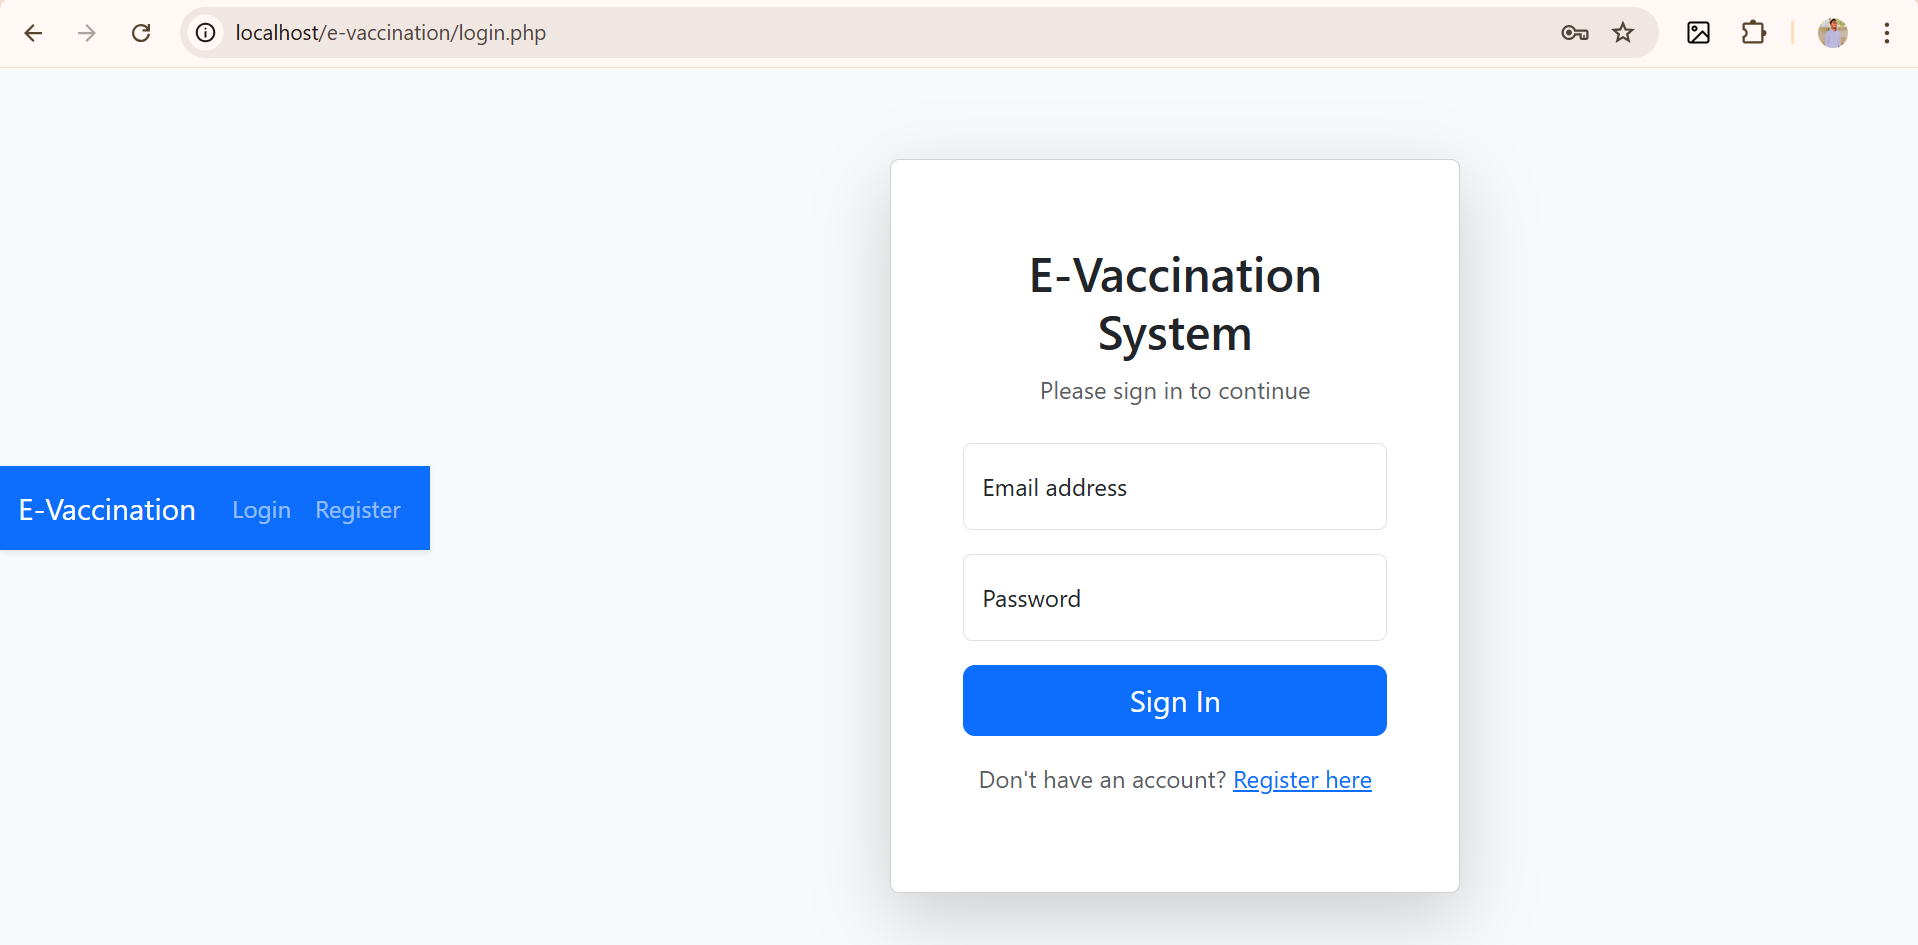 localhost/e-vaccination/login.php
E-Vaccination
System
Please sign in to continue
Email address
E-Vaccination Login Register
Password
Sign In
Don't have an account? Register here